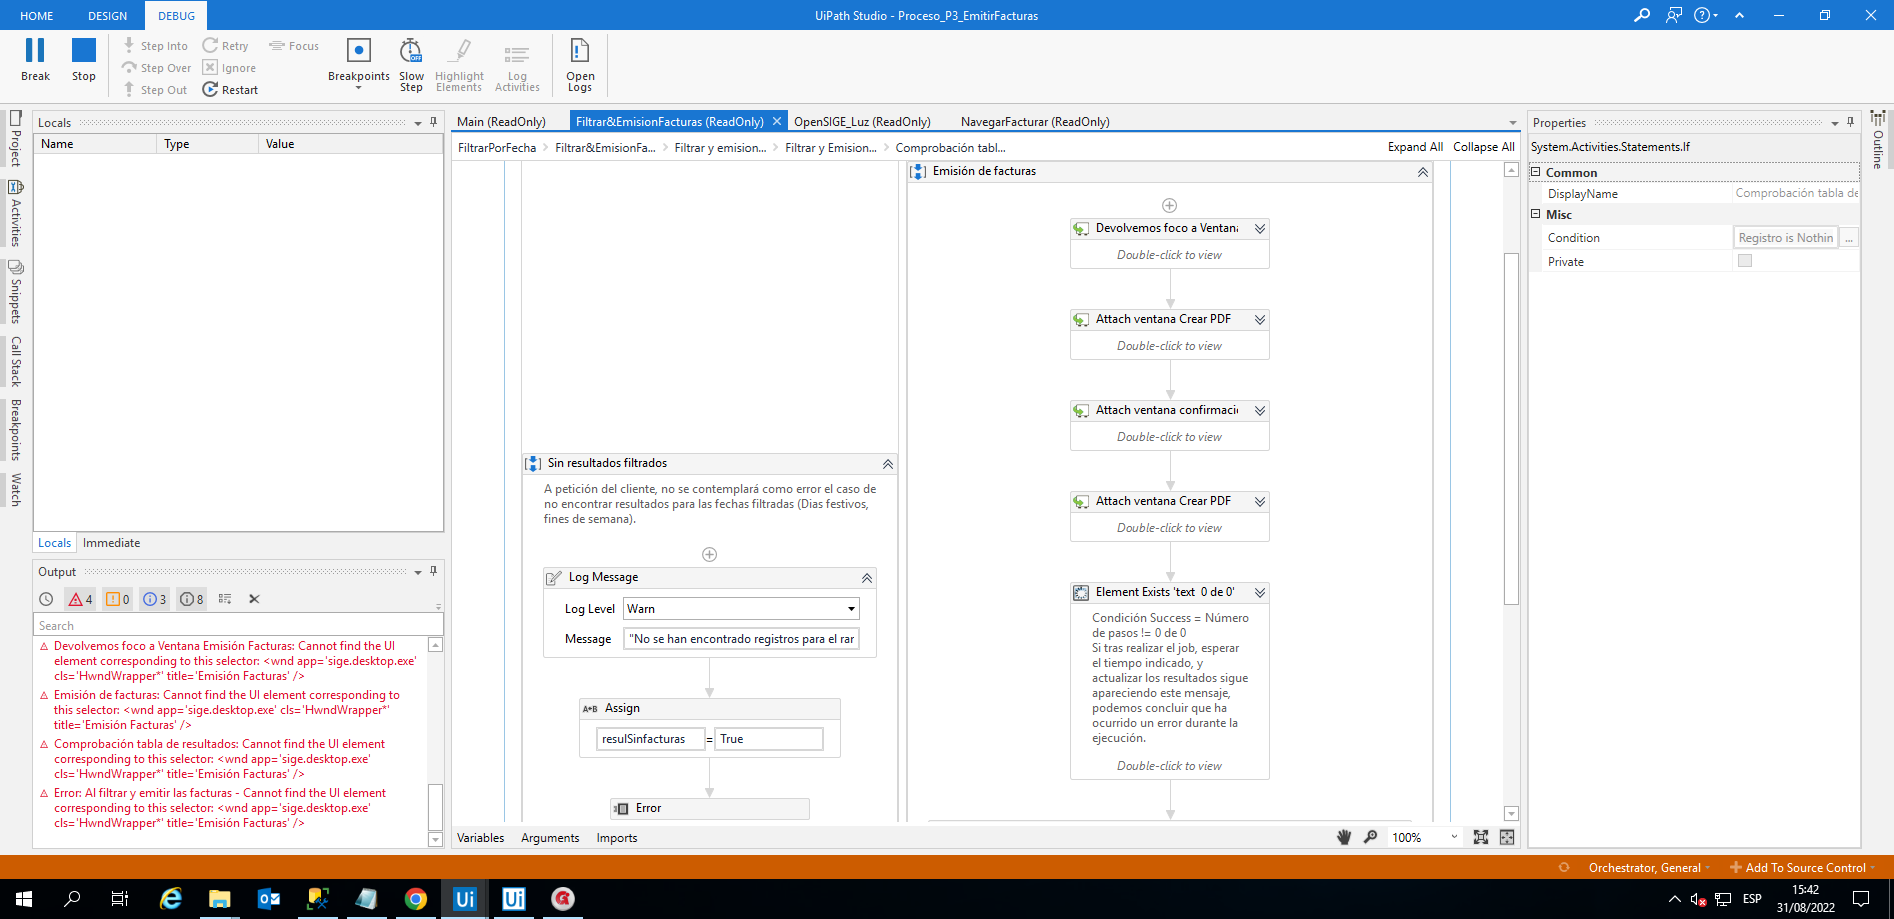 HOME DESIGN DEBUG UiPath Studio - Proceso_P3_EmitirFacturas
Break
Stop
Step Into
Step Over
Step Out
Retry
Ignore
Restart
Focus
Breakpoints
Slow
Step
Highlight
Elements
Log
Activities
Open
Logs
Project
Activities
Snippets
Call Stack
Breakpoints
Watch
Locals
Name Type Value
Locals Immediate
Output
4 0 3 8
Search
Devolvemos foco a Ventana Emisión Facturas: Cannot find the UI
element corresponding to this selector: <wnd app='sige.desktop.exe'
cls='HwndWrapper*' title='Emisión Facturas' />
Emisión de facturas: Cannot find the UI element corresponding to
this selector: <wnd app='sige.desktop.exe' cls='HwndWrapper*'
title='Emisión Facturas' />
Comprobación tabla de resultados: Cannot find the UI element
corresponding to this selector: <wnd app='sige.desktop.exe'
cls='HwndWrapper*' title='Emisión Facturas' />
Error: Al filtrar y emitir las facturas - Cannot find the UI element
corresponding to this selector: <wnd app='sige.desktop.exe'
cls='HwndWrapper*' title='Emisión Facturas' />
Main (ReadOnly) Filtrar&EmisionFacturas (ReadOnly) OpenSIGE_Luz (ReadOnly) NavegarFacturar (ReadOnly)
FiltrarPorFecha Filtrar&EmisionFa... Filtrar y emision... Filtrar y Emision... Comprobación tabl... Expand All Collapse All
Sin resultados filtrados
A petición del cliente, no se contemplará como error el caso de
no encontrar resultados para las fechas filtradas (Dias festivos,
fines de semana).
Log Message
Log Level Warn
Message "No se han encontrado registros para el ran
A+B Assign
resulSinfacturas = True
Error
Emisión de facturas
Devolvemos foco a Ventana
Double-click to view
Attach ventana Crear PDF
Double-click to view
Attach ventana confirmaci
Double-click to view
Attach ventana Crear PDF
Double-click to view
Element Exists 'text 0 de 0'
Condición Success = Número
de pasos != 0 de 0
Si tras realizar el job, esperar
el tiempo indicado, y
actualizar los resultados sigue
apareciendo este mensaje,
podemos concluir que ha
ocurrido un error durante la
ejecución.
Double-click to view
Variables Arguments Imports 100%
Properties
System.Activities.Statements.If
Common
DisplayName Comprobación tabla de
Misc
Condition Registro is Nothin ...
Private
Outline
Orchestrator, General Add To Source Control
Ui Ui ESP
15:42
31/08/2022